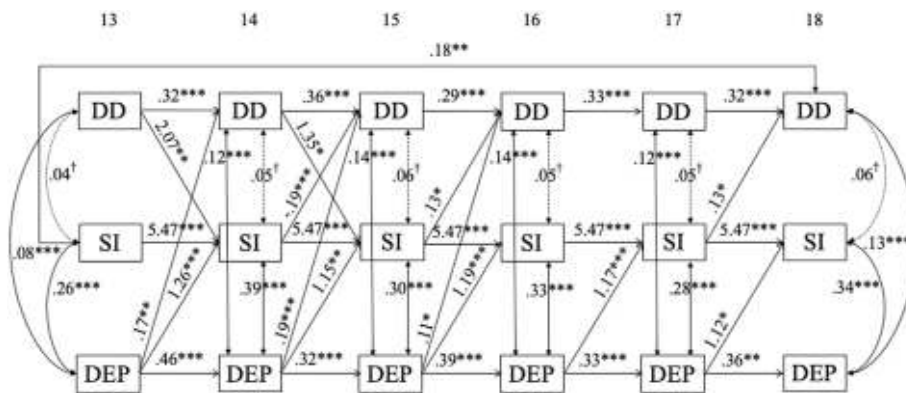 13 14 15 16 17 18
.18**
.32*** .36*** .29*** .33*** .32***
DD DD DD DD DD DD
2.07** .12*** 1.35* .14*** .14*** .12***
.04† .05† .06† .05† .05† .06†
-.19*** .13* .13*
5.47*** 5.47*** 5.47*** 5.47*** 5.47***
SI SI SI SI SI SI
.08*** .13***
.26*** 1.26*** .39*** 1.15** .30*** 1.19*** .33*** 1.17*** .28*** .34***
.17** .19*** .11* 1.12*
.46*** .32*** .39*** .33*** .36**
DEP DEP DEP DEP DEP DEP